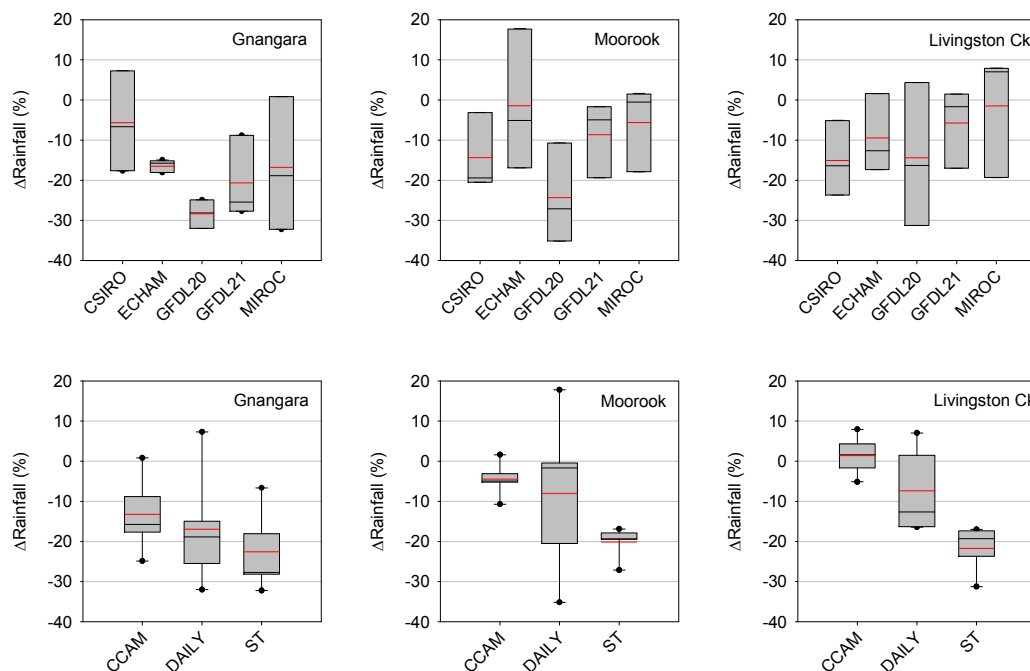 Gnangara
ΔRainfall (%)
20
10
0
-10
-20
-30
-40
CSIRO
ECHAM
GFDL20
GFDL21
MIROC
Moorook
ΔRainfall (%)
20
10
0
-10
-20
-30
-40
CSIRO
ECHAM
GFDL20
GFDL21
MIROC
Livingston Ck
ΔRainfall (%)
20
10
0
-10
-20
-30
-40
CSIRO
ECHAM
GFDL20
GFDL21
MIROC
Gnangara
ΔRainfall (%)
20
10
0
-10
-20
-30
-40
CCAM
DAILY
ST
Moorook
ΔRainfall (%)
20
10
0
-10
-20
-30
-40
CCAM
DAILY
ST
Livingston Ck
ΔRainfall (%)
20
10
0
-10
-20
-30
-40
CCAM
DAILY
ST